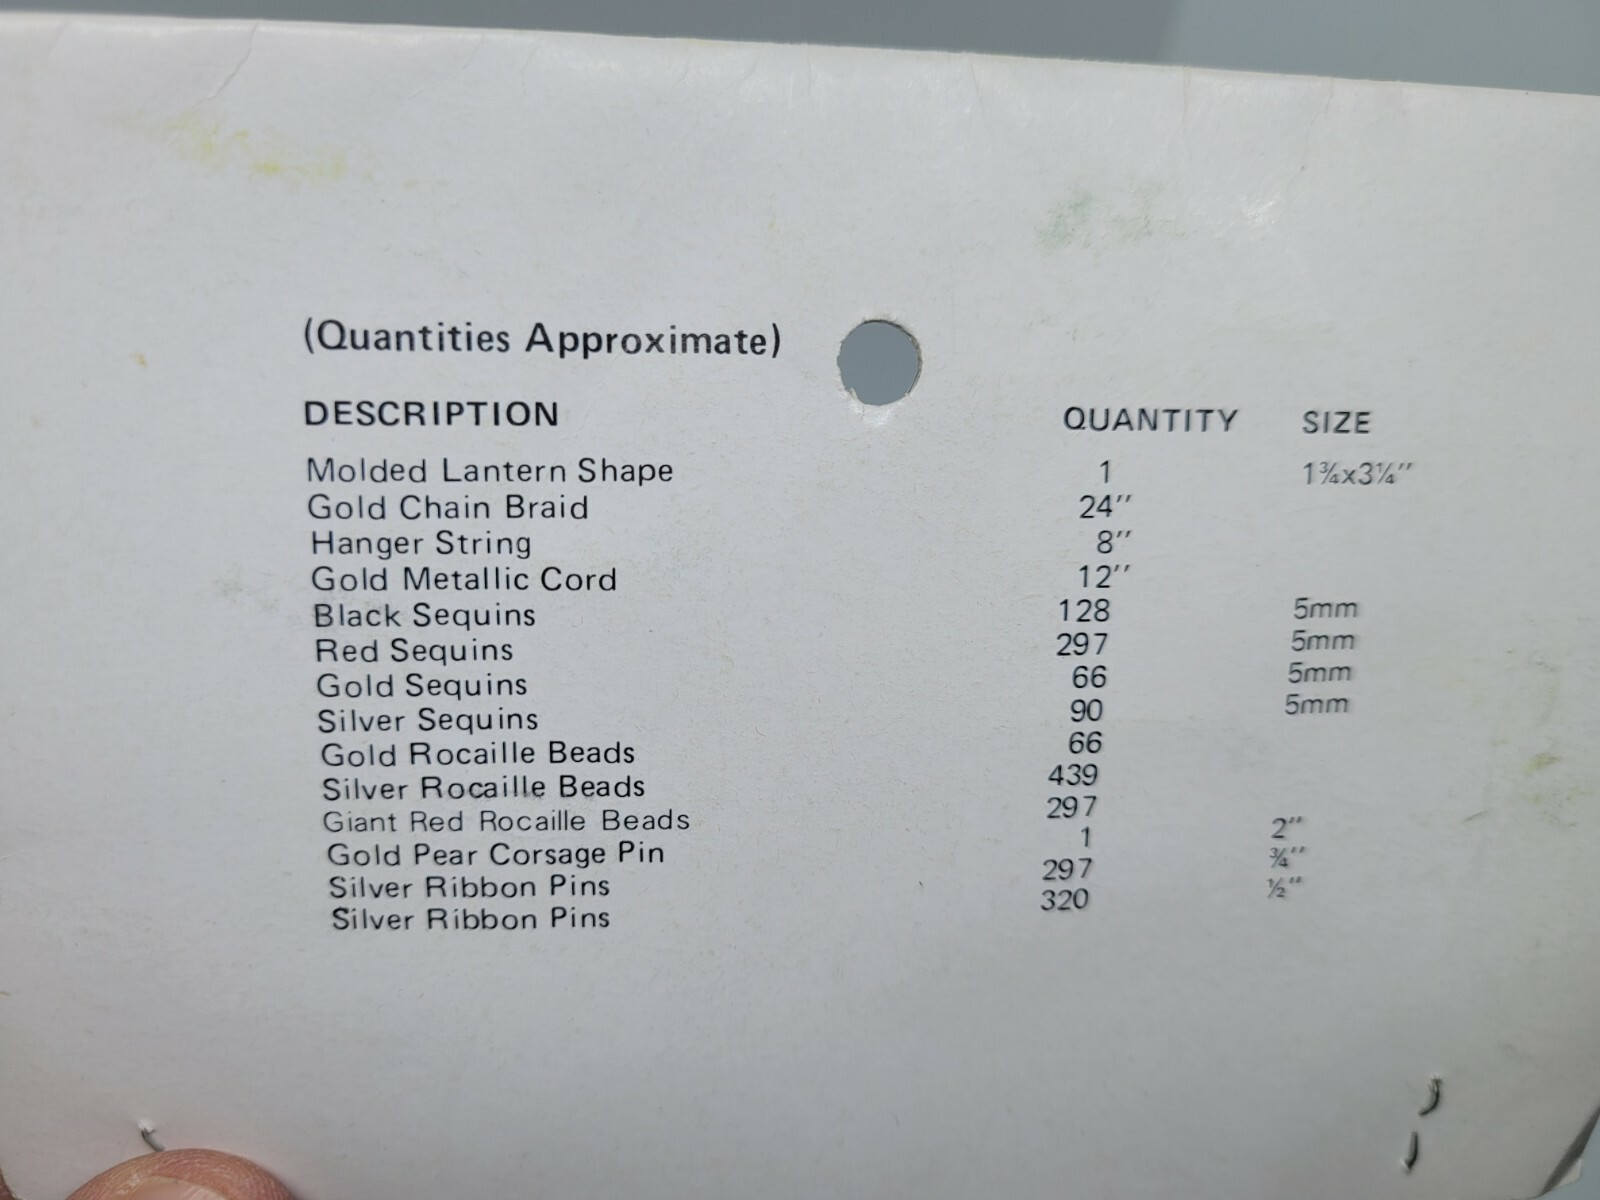 (Quantities Approximate)
DESCRIPTION QUANTITY SIZE
Molded Lantern Shape 1 1¾x3¼"
Gold Chain Braid 24"
Hanger String 8"
Gold Metallic Cord 12"
Black Sequins 128 5mm
Red Sequins 297 5mm
Gold Sequins 66 5mm
Silver Sequins 90 5mm
Gold Rocaille Beads 66
Silver Rocaille Beads 439
Giant Red Rocaille Beads 297
Gold Pear Corsage Pin 1 2"
Silver Ribbon Pins 297 ¾"
Silver Ribbon Pins 320 ½"